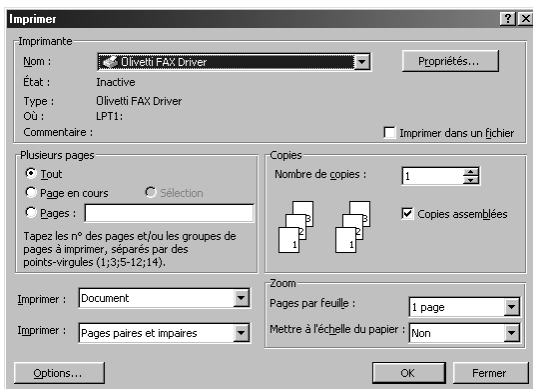 Imprimer
Imprimante
Nom : Olivetti FAX Driver Propriétés...
État : Inactive
Type : Olivetti FAX Driver
Où : LPT1:
Commentaire : Imprimer dans un fichier
Plusieurs pages
Tout
Page en cours Sélection
Pages :
Tapez les n° des pages et/ou les groupes de
pages à imprimer, séparés par des
points-virgules (1;3;5-12;14).
Copies
Nombre de copies : 1
3 3
2 2
1 1
Copies assemblées
Imprimer : Document
Imprimer : Pages paires et impaires
Zoom
Pages par feuille : 1 page
Mettre à l'échelle du papier : Non
Options... OK Fermer